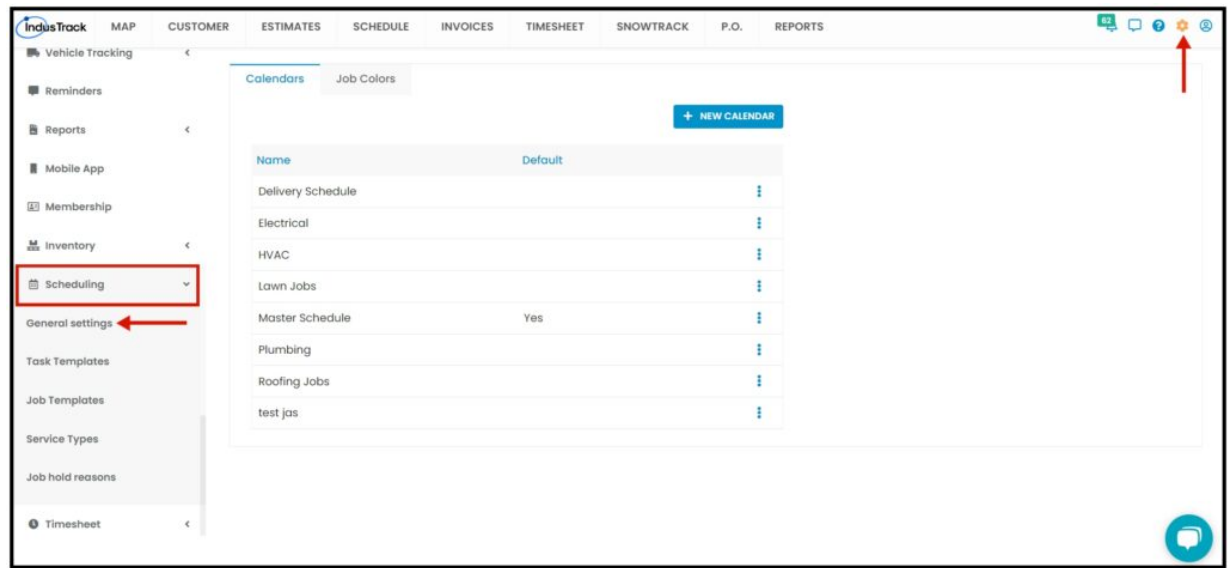 IndusTrack MAP CUSTOMER ESTIMATES SCHEDULE INVOICES TIMESHEET SNOWTRACK P.O. REPORTS 62
Vehicle Tracking
Reminders
Reports
Mobile App
Membership
Inventory
Scheduling
General settings
Task Templates
Job Templates
Service Types
Job hold reasons
Timesheet
Calendars Job Colors
+ NEW CALENDAR
Name Default
Delivery Schedule
Electrical
HVAC
Lawn Jobs
Master Schedule Yes
Plumbing
Roofing Jobs
test jas